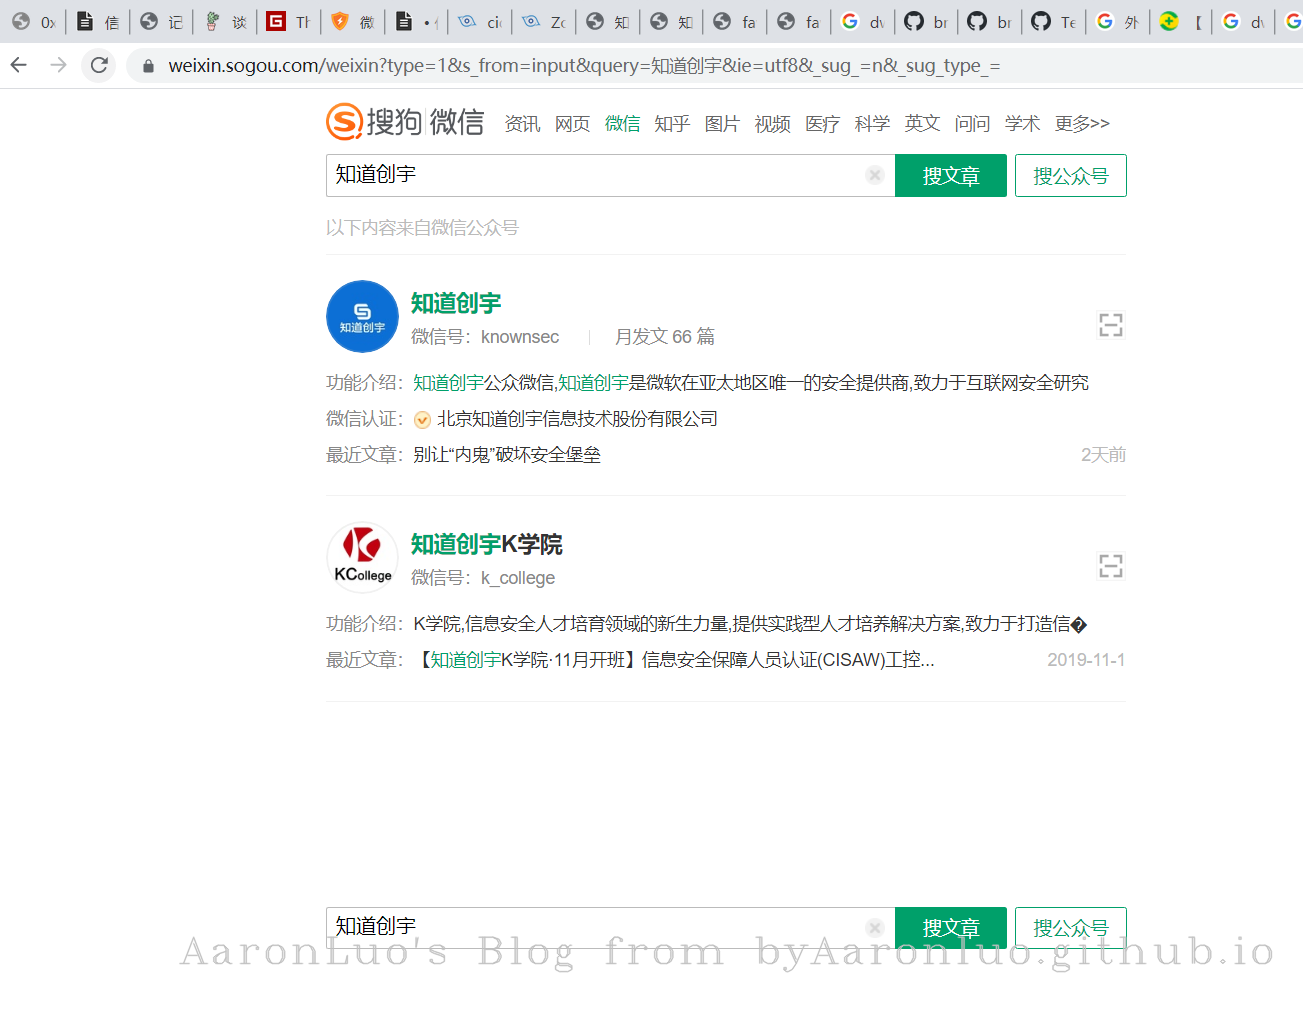 0x 信 记 谈 Th 微 • 信 cic Zo 知 知 fa fa dv br br Te 外 【 dv
weixin.sogou.com/weixin?type=1&s_from=input&query=知道创宇&ie=utf8&_sug_=n&_sug_type_=
搜狗 微信 资讯 网页 微信 知乎 图片 视频 医疗 科学 英文 问问 学术 更多>>
知道创宇 搜文章 搜公众号
以下内容来自微信公众号
知道创宇
知道创宇
微信号：knownsec 月发文 66 篇
功能介绍：知道创宇公众微信,知道创宇是微软在亚太地区唯一的安全提供商,致力于互联网安全研究
微信认证：北京知道创宇信息技术股份有限公司
最近文章：别让“内鬼”破坏安全堡垒 2天前
KCollege
知道创宇K学院
微信号：k_college
功能介绍：K学院,信息安全人才培育领域的新生力量,提供实践型人才培养解决方案,致力于打造信�
最近文章：【知道创宇K学院·11月开班】信息安全保障人员认证(CISAW)工控... 2019-11-1
知道创宇 搜文章 搜公众号
AaronLuo's Blog from byAaronluo.github.io